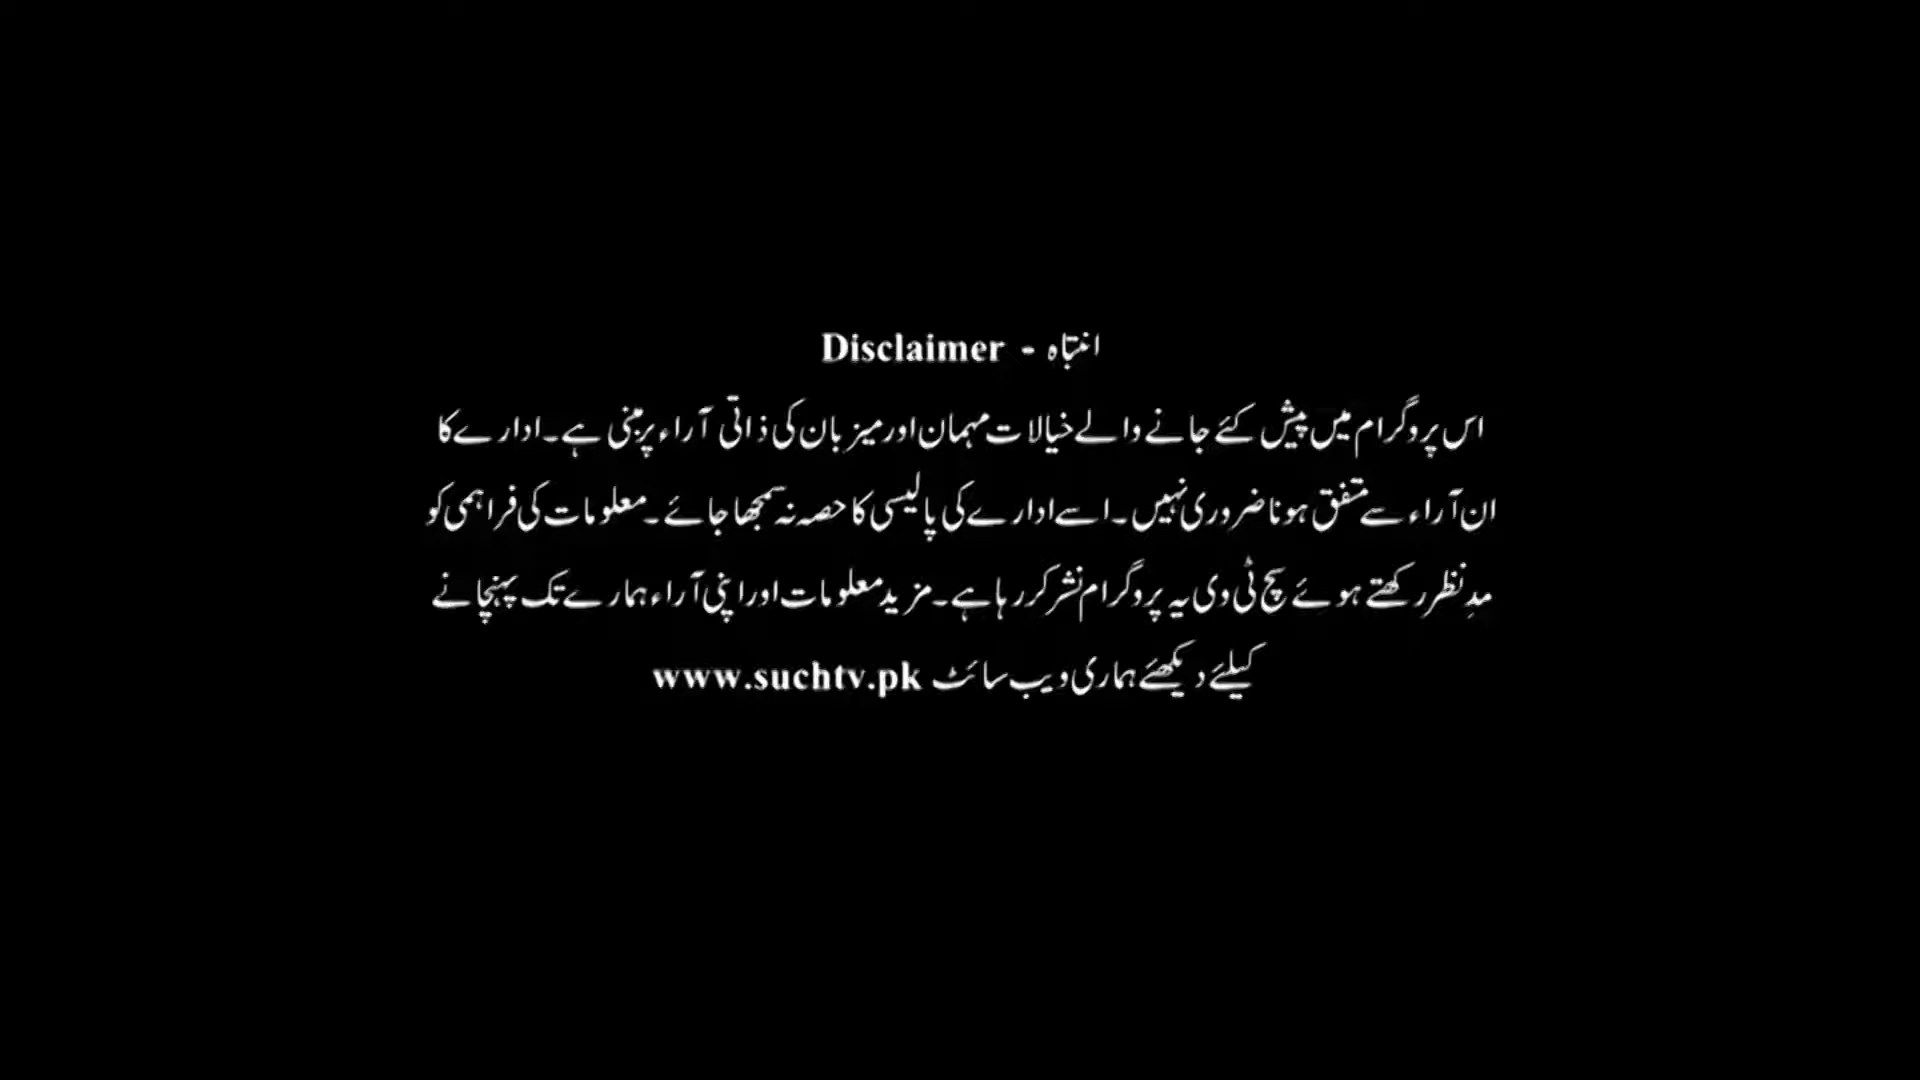 انتباہ - Disclaimer
اس پروگرام میں پیش کئے جانے والے خیالات مہمان اور میزبان کی ذاتی آراء پر مبنی ہے۔ ادارے کا
ان آراء سے متفق ہونا ضروری نہیں۔ اسے ادارے کی پالیسی کا حصہ نہ سمجھا جائے۔ معلومات کی فراہمی کو
مدِ نظر رکھتے ہوئے سچ ٹی وی یہ پروگرام نشر کر رہا ہے۔ مزید معلومات اور اپنی آراء ہمارے تک پہنچانے
کیلئے دیکھئے ہماری ویب سائٹ www.suchtv.pk